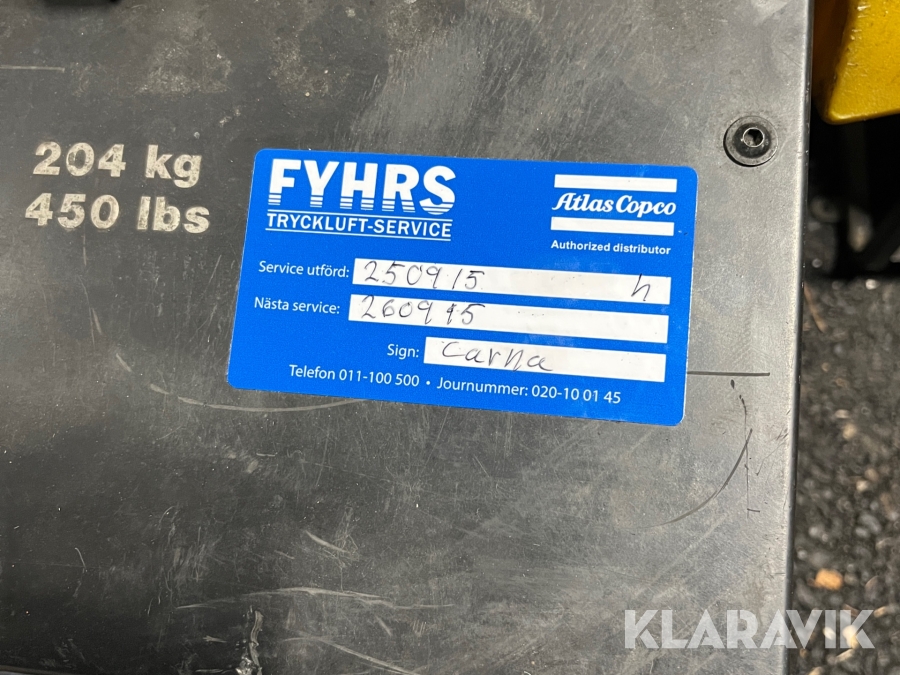 204 kg
450 lbs
FYHRS
TRYCKLUFT-SERVICE
Atlas Copco
Authorized distributor
Service utförd: 250915 h
Nästa service: 260915
Sign: Carna
Telefon 011-100 500 • Journummer: 020-10 01 45
KLARAVIK